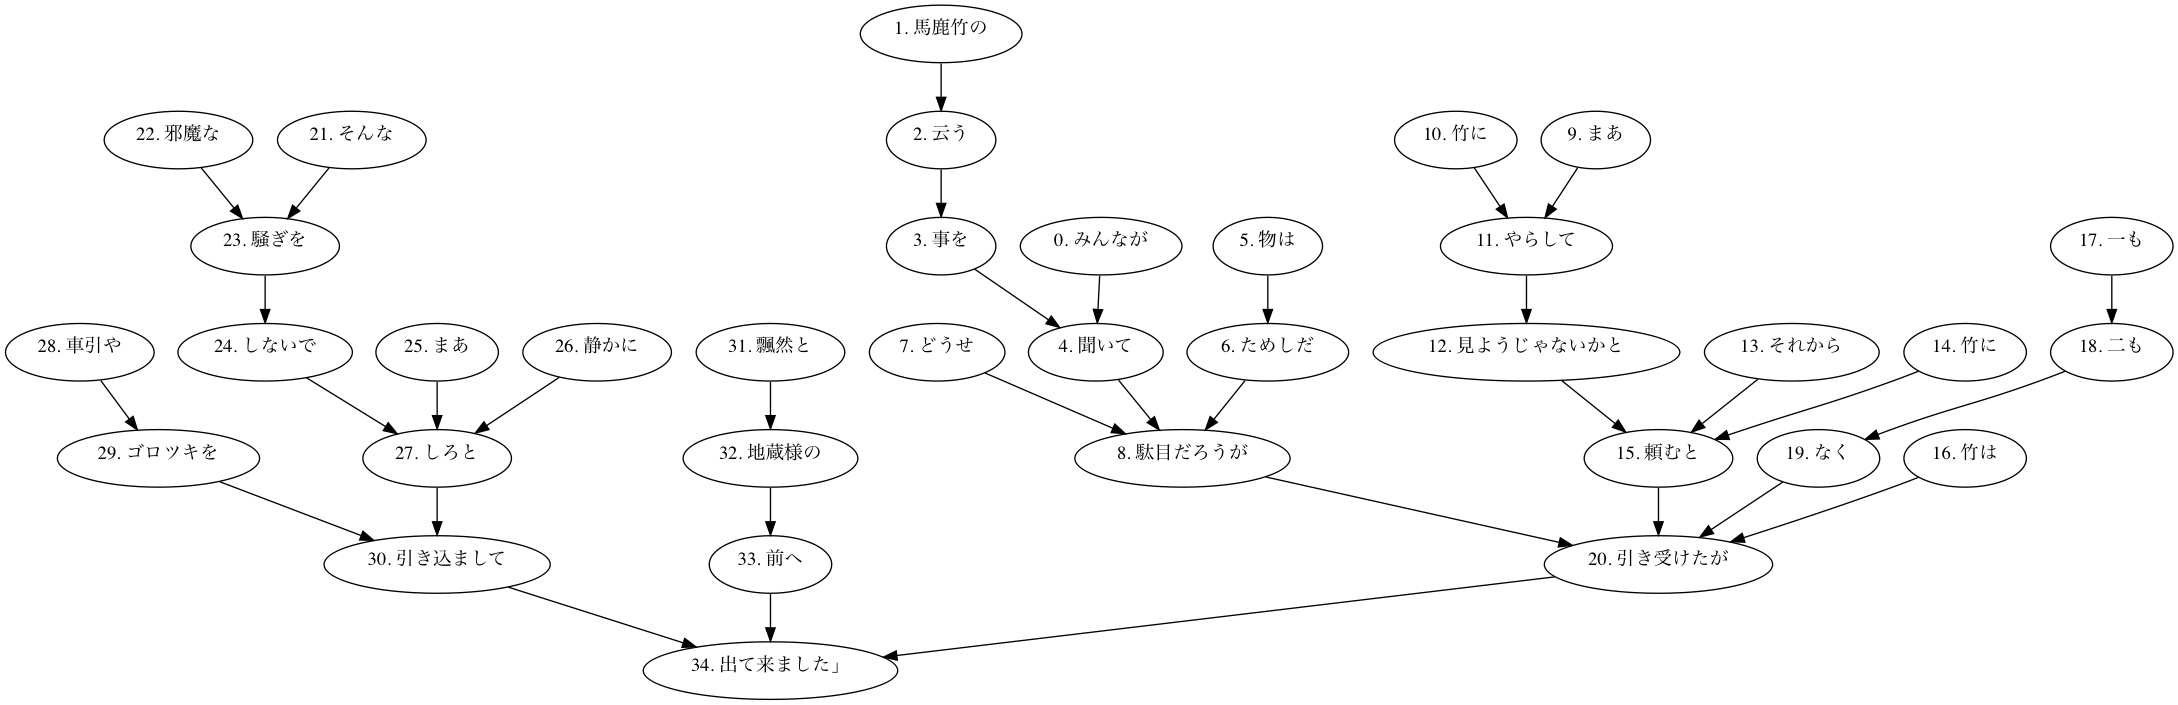 1. 馬鹿竹の
22. 邪魔な
21. そんな
2. 云う
10. 竹に
9. まあ
23. 騒ぎを
3. 事を
0. みんなが
5. 物は
11. やらして
17. 一も
28. 車引や
24. しないで
25. まあ
26. 静かに
31. 飄然と
7. どうせ
4. 聞いて
6. ためしだ
12. 見ようじゃないかと
13. それから
14. 竹に
18. 二も
29. ゴロツキを
27. しろと
32. 地蔵様の
8. 駄目だろうが
15. 頼むと
19. なく
16. 竹は
30. 引き込まして
33. 前へ
20. 引き受けたが
34. 出て来ました」